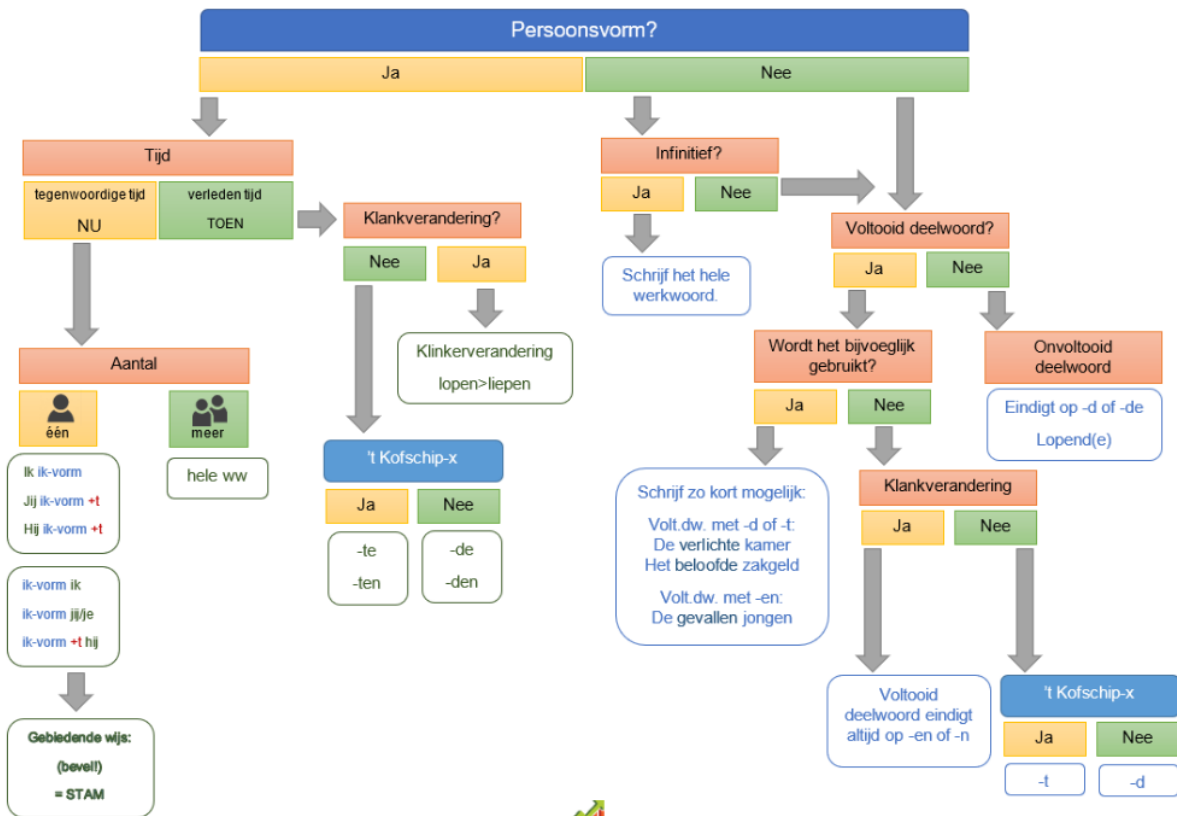 Persoonsvorm?
Ja
Nee
Tijd
tegenwoordige tijd
NU
verleden tijd
TOEN
Klankverandering?
Nee
Ja
Klinkerverandering
lopen>liepen
Aantal
één
meer
Ik ik-vorm
Jij ik-vorm +t
Hij ik-vorm +t
hele ww
ik-vorm ik
ik-vorm jij/je
ik-vorm +t hij
Gebiedende wijs:
(bevel!)
= STAM
't Kofschip-x
Ja
Nee
-te
-ten
-de
-den
Infinitief?
Ja
Nee
Schrijf het hele
werkwoord.
Voltooid deelwoord?
Ja
Nee
Wordt het bijvoeglijk
gebruikt?
Ja
Nee
Onvoltooid
deelwoord
Eindigt op -d of -de
Lopend(e)
Schrijf zo kort mogelijk:
Volt.dw. met -d of -t:
De verlichte kamer
Het beloofde zakgeld
Volt.dw. met -en:
De gevallen jongen
Klankverandering
Ja
Nee
Voltooid
deelwoord eindigt
altijd op -en of -n
't Kofschip-x
Ja
Nee
-t
-d